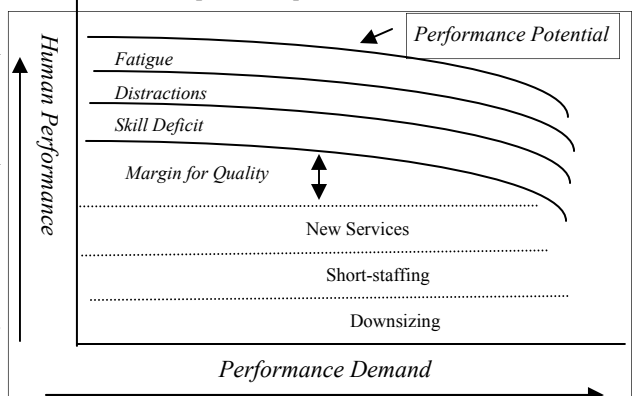 Performance Potential
Human Performance
Fatigue
Distractions
Skill Deficit
Margin for Quality
New Services
Short-staffing
Downsizing
Performance Demand